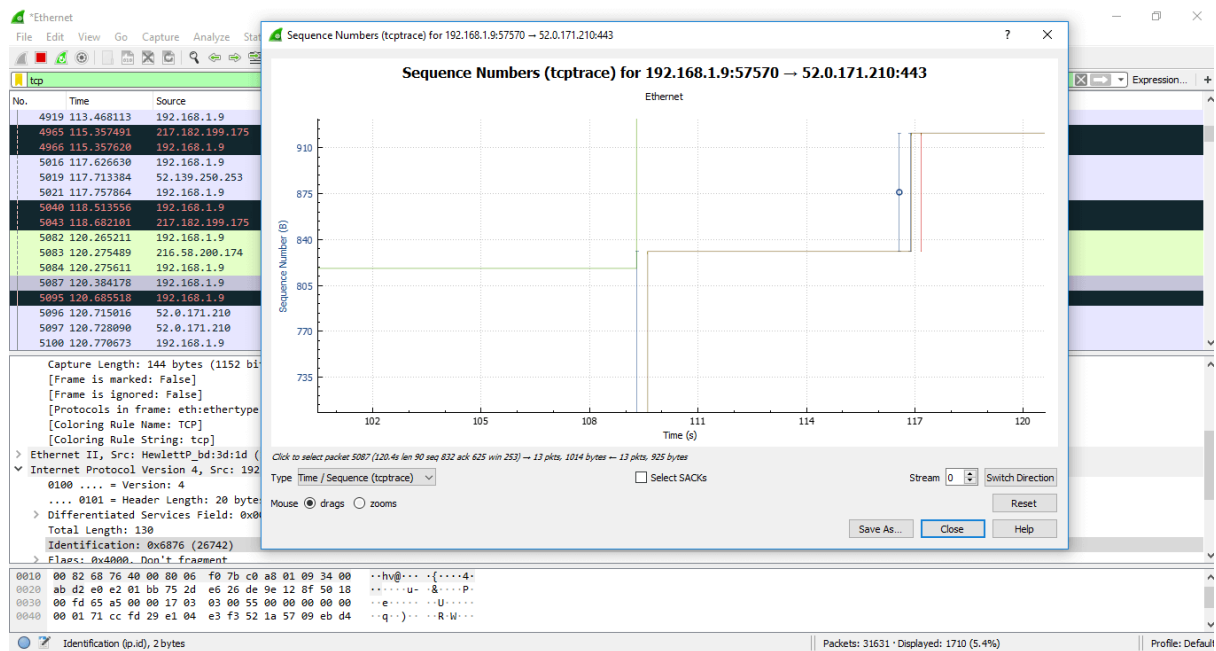 *Ethernet
File Edit View Go Capture Analyze Stat
tcp
Expression... +
No. Time Source
4919 113.468113 192.168.1.9
4965 115.357491 217.182.199.175
4966 115.357620 192.168.1.9
5016 117.626630 192.168.1.9
5019 117.713384 52.139.250.253
5021 117.757864 192.168.1.9
5040 118.513556 192.168.1.9
5043 118.682101 217.182.199.175
5082 120.265211 192.168.1.9
5083 120.275489 216.58.200.174
5084 120.275611 192.168.1.9
5087 120.384178 192.168.1.9
5095 120.685518 192.168.1.9
5096 120.715016 52.0.171.210
5097 120.728090 52.0.171.210
5100 120.770673 192.168.1.9
Capture Length: 144 bytes (1152 bi
[Frame is marked: False]
[Frame is ignored: False]
[Protocols in frame: eth:ethertype
[Coloring Rule Name: TCP]
[Coloring Rule String: tcp]
Ethernet II, Src: HewlettP_bd:3d:1d (
Internet Protocol Version 4, Src: 192
0100 .... = Version: 4
.... 0101 = Header Length: 20 byte
Differentiated Services Field: 0x00
Total Length: 130
Identification: 0x6876 (26742)
Flags: 0x4000, Don't fragment
0010 00 82 68 76 40 00 80 06 f0 7b c0 a8 01 09 34 00 ··hv@··· ·{····4·
0020 ab d2 e0 e2 01 bb 75 2d e6 26 de 9e 12 8f 50 18 ······u- ·&····P·
0030 00 fd 65 a5 00 00 17 03 03 00 55 00 00 00 00 00 ··e····· ··U·····
0040 00 01 71 cc fd 29 e1 04 e3 f3 52 1a 57 09 eb d4 ··q··)·· ··R·W···
Identification (ip.id), 2 bytes
Packets: 31631 · Displayed: 1710 (5.4%)
Profile: Default
Sequence Numbers (tcptrace) for 192.168.1.9:57570 → 52.0.171.210:443
? ×
Sequence Numbers (tcptrace) for 192.168.1.9:57570 → 52.0.171.210:443
Ethernet
Sequence Number (B)
910
875
840
805
770
735
102 105 108 111 114 117 120
Time (s)
Click to select packet 5087 (120.4s len 90 seq 832 ack 625 win 253) → 13 pkts, 1014 bytes ← 13 pkts, 925 bytes
Type Time / Sequence (tcptrace) Select SACKs Stream 0 Switch Direction
Mouse drags zooms Reset
Save As... Close Help